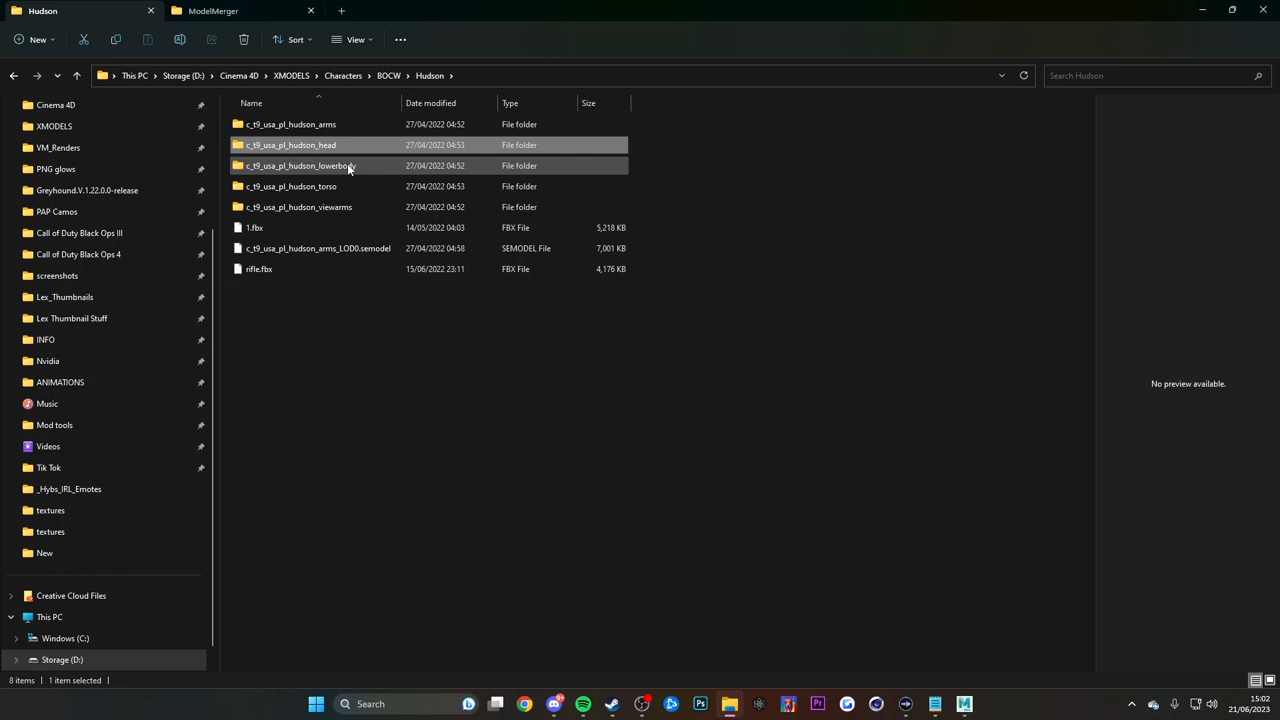 Hudson
ModelMerger
New
Sort
View
This PC > Storage (D:) > Cinema 4D > XMODELS > Characters > BOCW > Hudson >
Search Hudson
Name
Date modified
Type
Size
Cinema 4D
XMODELS
VM_Renders
PNG glows
Greyhound.V.1.22.0.0-release
PAP Camos
Call of Duty Black Ops III
Call of Duty Black Ops 4
screenshots
Lex_Thumbnails
Lex Thumbnail Stuff
INFO
Nvidia
ANIMATIONS
Music
Mod tools
Videos
Tik Tok
_Hybs_IRL_Emotes
textures
textures
New
Creative Cloud Files
This PC
Windows (C:)
Storage (D:)
c_t9_usa_pl_hudson_arms 27/04/2022 04:52 File folder
c_t9_usa_pl_hudson_head 27/04/2022 04:53 File folder
c_t9_usa_pl_hudson_lowerbody 27/04/2022 04:52 File folder
c_t9_usa_pl_hudson_torso 27/04/2022 04:53 File folder
c_t9_usa_pl_hudson_viewarms 27/04/2022 04:52 File folder
1.fbx 14/05/2022 04:03 FBX File 5,218 KB
c_t9_usa_pl_hudson_arms_LOD0.semodel 27/04/2022 04:58 SEMODEL File 7,001 KB
rifle.fbx 15/06/2022 23:11 FBX File 4,176 KB
No preview available.
8 items
1 item selected
Search
15:02
21/06/2023